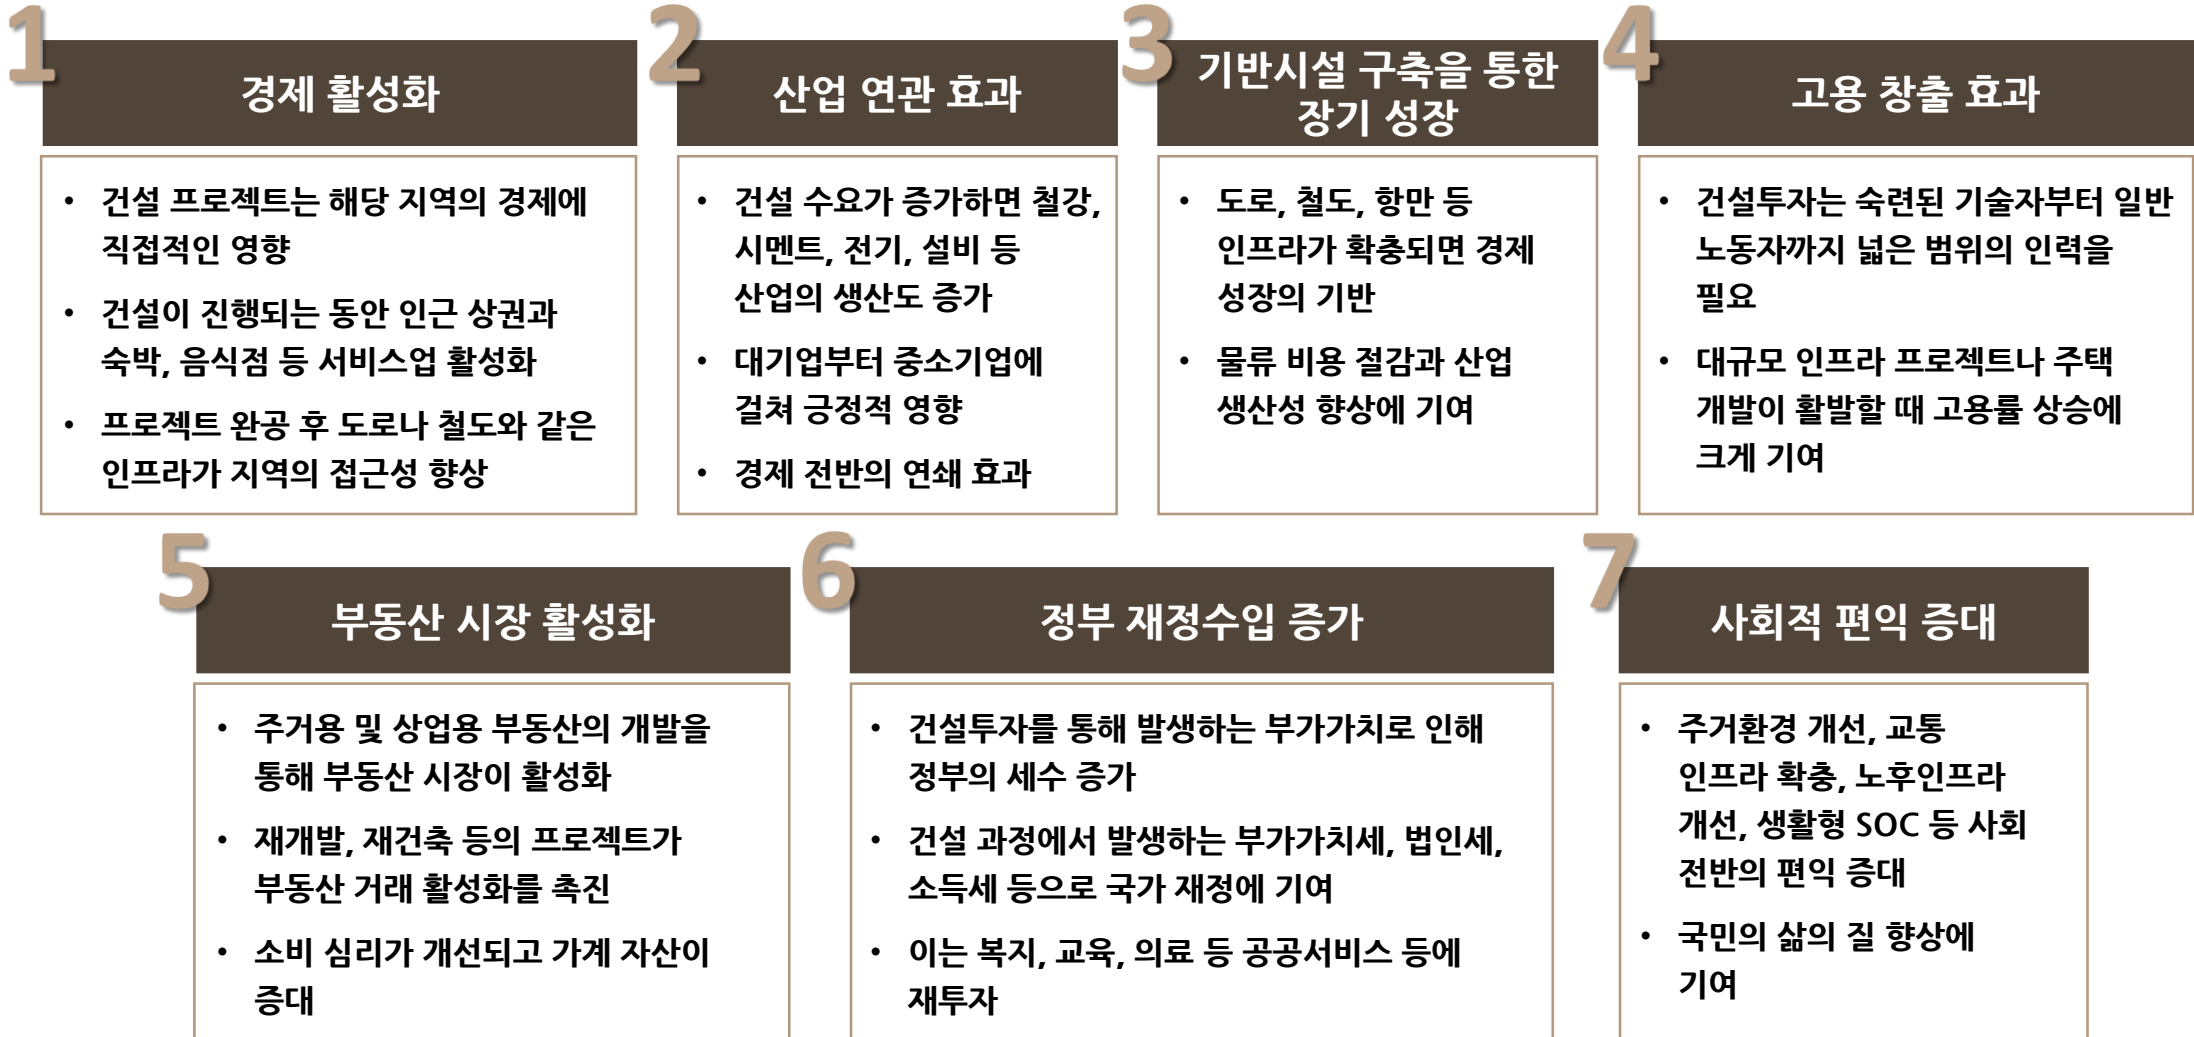 1
경제 활성화
• 건설 프로젝트는 해당 지역의 경제에
직접적인 영향
• 건설이 진행되는 동안 인근 상권과
숙박, 음식점 등 서비스업 활성화
• 프로젝트 완공 후 도로나 철도와 같은
인프라가 지역의 접근성 향상
2
산업 연관 효과
• 건설 수요가 증가하면 철강,
시멘트, 전기, 설비 등
산업의 생산도 증가
• 대기업부터 중소기업에
걸쳐 긍정적 영향
• 경제 전반의 연쇄 효과
3
기반시설 구축을 통한
장기 성장
• 도로, 철도, 항만 등
인프라가 확충되면 경제
성장의 기반
• 물류 비용 절감과 산업
생산성 향상에 기여
4
고용 창출 효과
• 건설투자는 숙련된 기술자부터 일반
노동자까지 넓은 범위의 인력을
필요
• 대규모 인프라 프로젝트나 주택
개발이 활발할 때 고용률 상승에
크게 기여
5
부동산 시장 활성화
• 주거용 및 상업용 부동산의 개발을
통해 부동산 시장이 활성화
• 재개발, 재건축 등의 프로젝트가
부동산 거래 활성화를 촉진
• 소비 심리가 개선되고 가계 자산이
증대
6
정부 재정수입 증가
• 건설투자를 통해 발생하는 부가가치로 인해
정부의 세수 증가
• 건설 과정에서 발생하는 부가가치세, 법인세,
소득세 등으로 국가 재정에 기여
• 이는 복지, 교육, 의료 등 공공서비스 등에
재투자
7
사회적 편익 증대
• 주거환경 개선, 교통
인프라 확충, 노후인프라
개선, 생활형 SOC 등 사회
전반의 편익 증대
• 국민의 삶의 질 향상에
기여